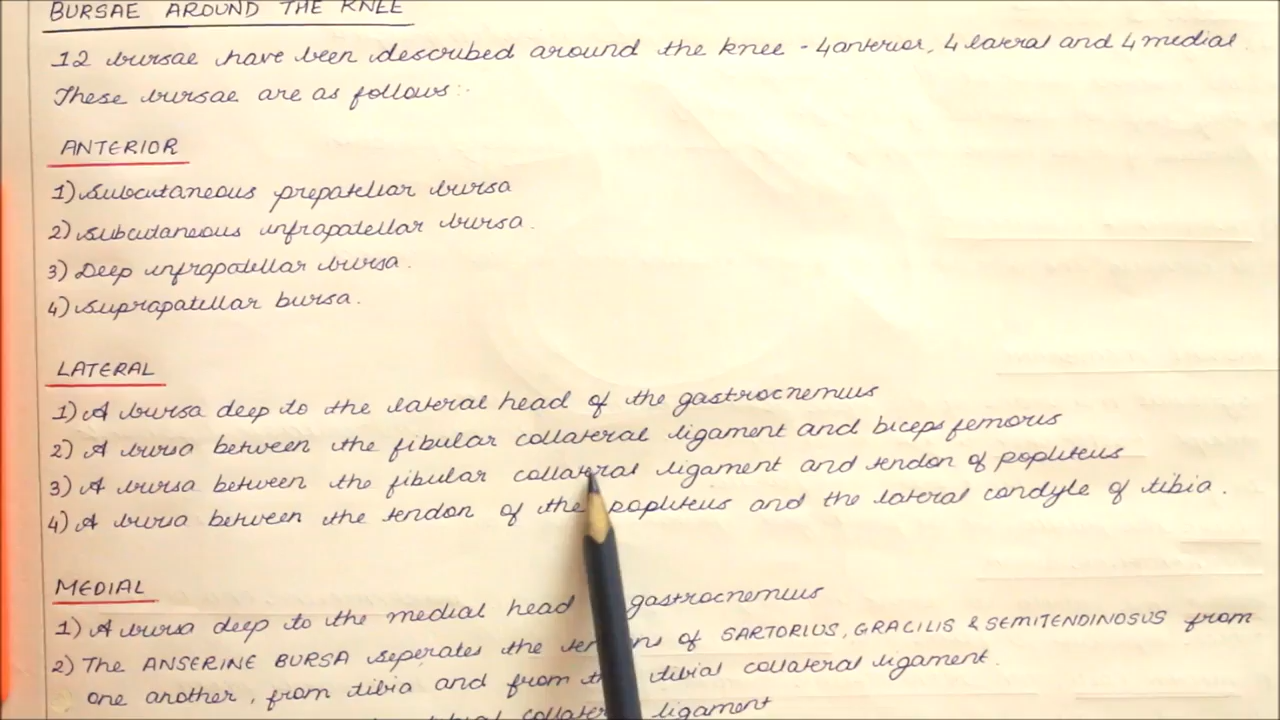 BURSAE AROUND THE KNEE
12 bursae have been described around the knee - 4 anterior, 4 lateral and 4 medial.
These bursae are as follows:-
ANTERIOR
1) Subcutaneous prepatellar bursa
2) Subcutaneous infrapatellar bursa.
3) Deep infrapatellar bursa.
4) Suprapatellar bursa.
LATERAL
1) A bursa deep to the lateral head of the gastrocnemius
2) A bursa between the fibular collateral ligament and biceps femoris
3) A bursa between the fibular collateral ligament and tendon of popliteus
4) A bursa between the tendon of the popliteus and the lateral condyle of tibia.
MEDIAL
1) A bursa deep to the medial head gastrocnemius
2) The ANSERINE BURSA seperates the of SARTORIUS, GRACILIS & SEMITENDINOSUS from
one another, from tibia and from tibial collateral ligament.
ligament